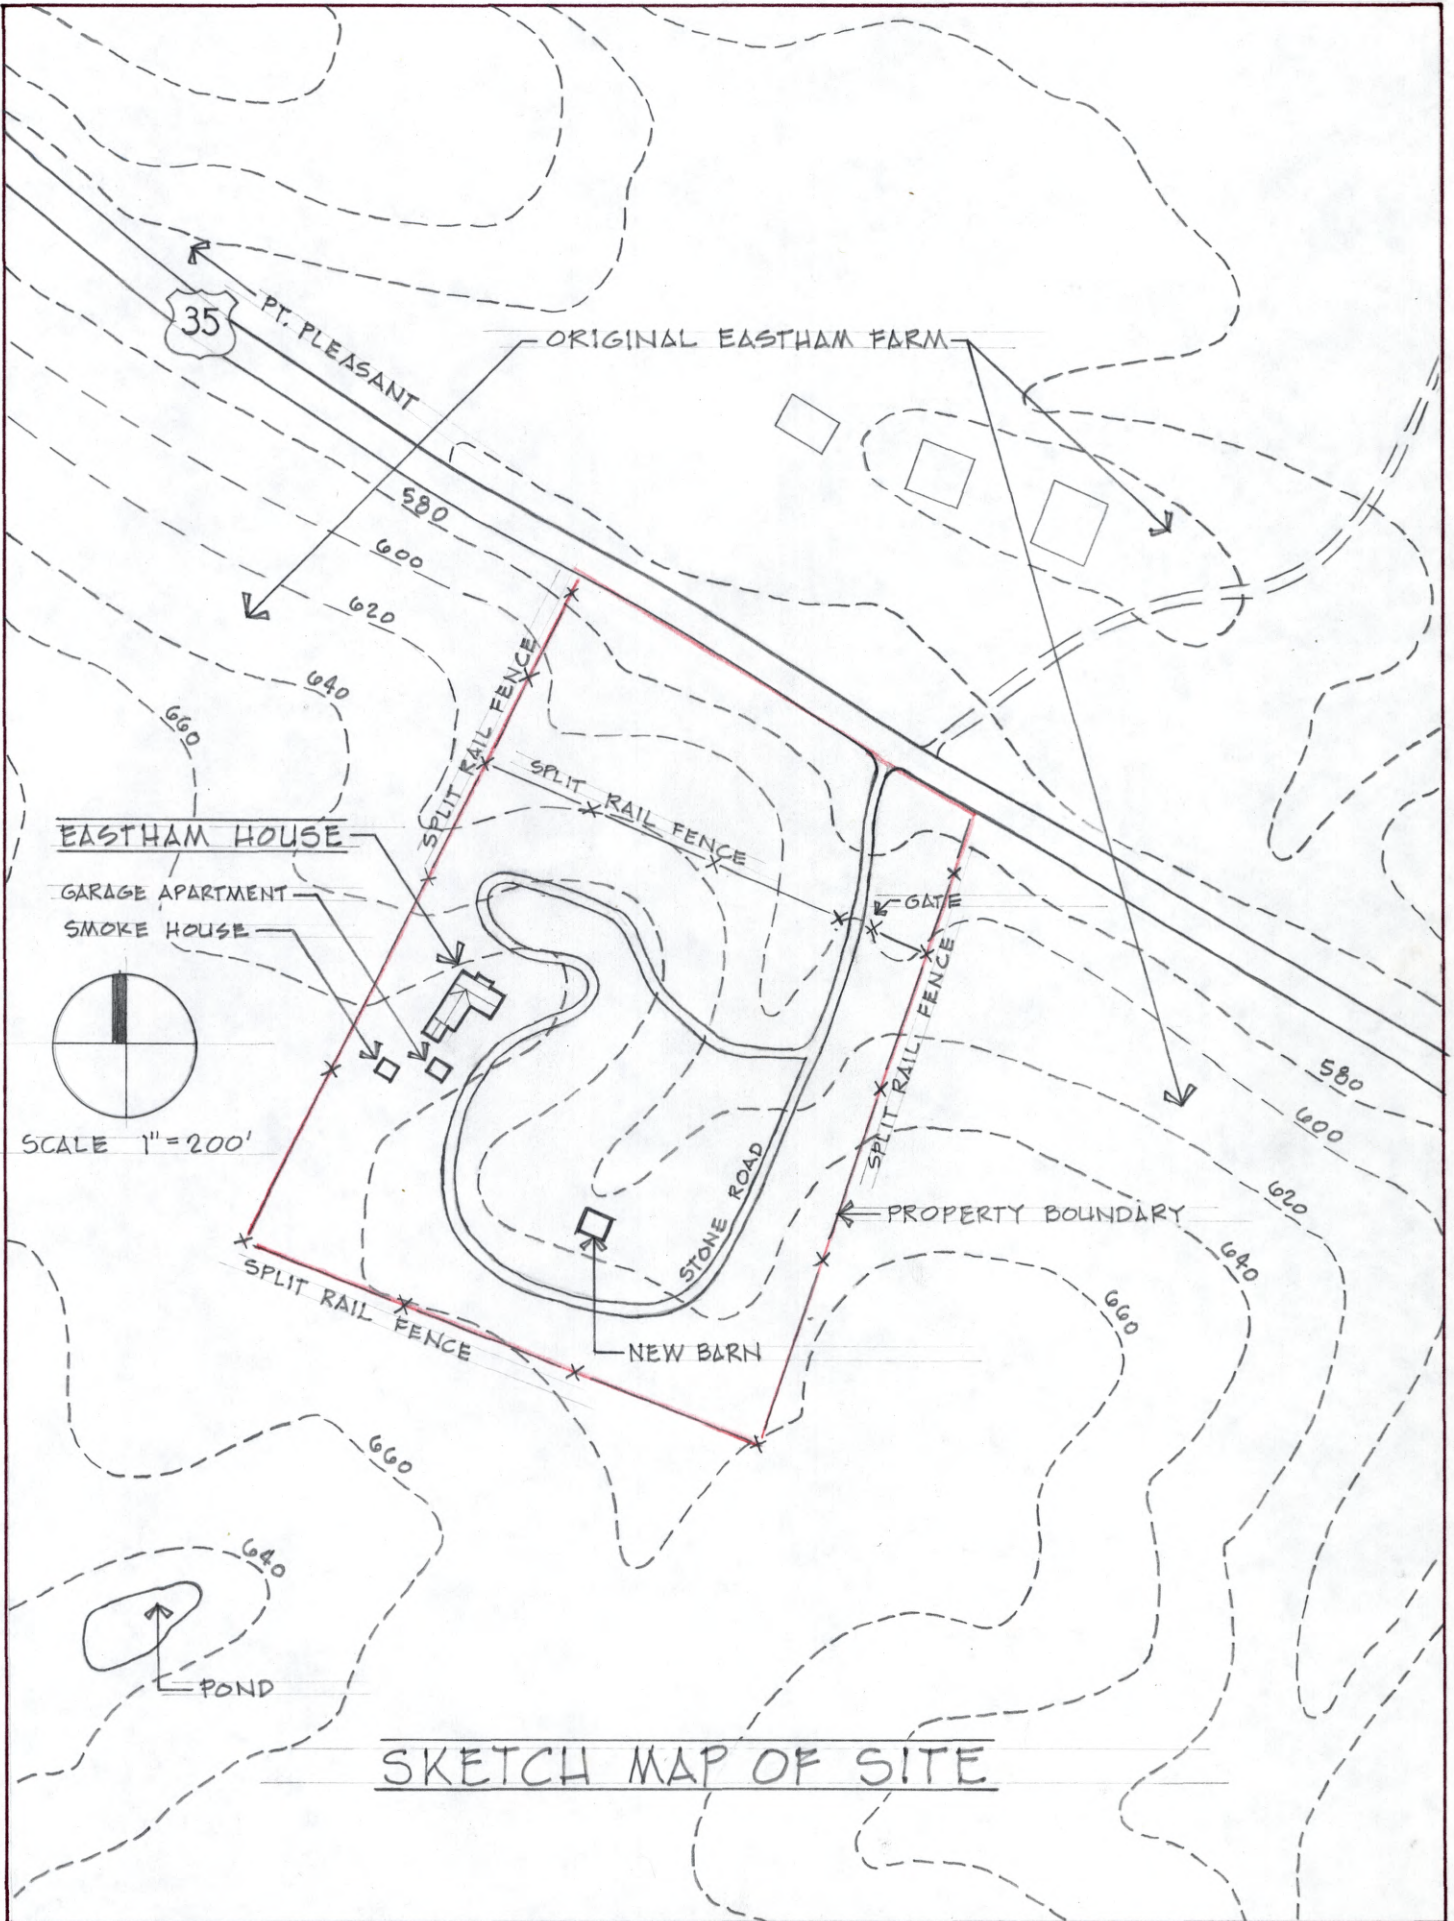 35
PT. PLEASANT
ORIGINAL EASTHAM FARM
580
600
620
640
660
SPLIT RAIL FENCE
SPLIT RAIL FENCE
EASTHAM HOUSE
GARAGE APARTMENT
SMOKE HOUSE
GATE
SPLIT RAIL FENCE
SCALE 1"=200'
580
600
620
640
660
PROPERTY BOUNDARY
STONE ROAD
SPLIT RAIL FENCE
NEW BARN
660
640
POND
SKETCH MAP OF SITE